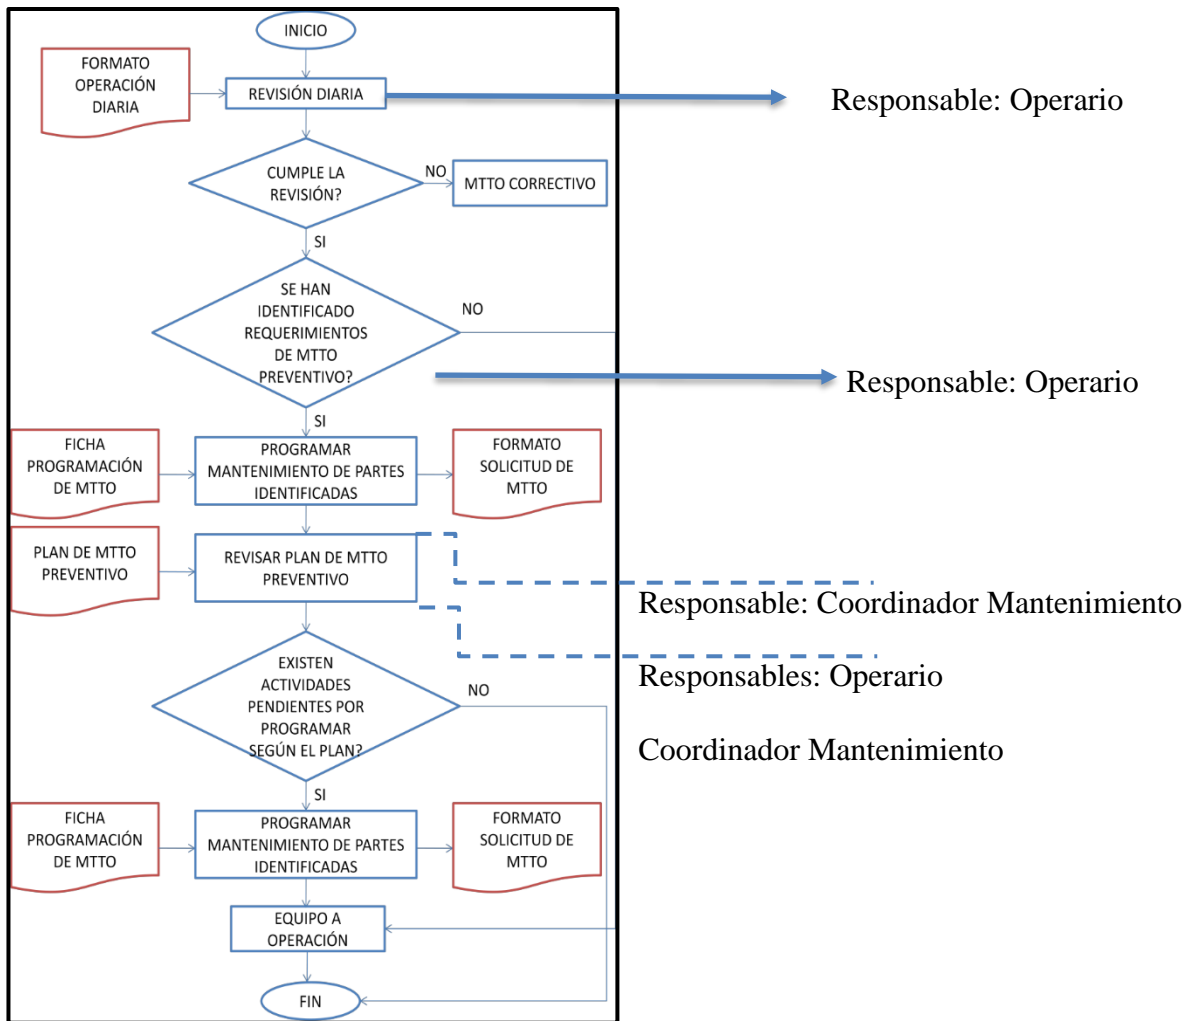 INICIO
FORMATO
OPERACIÓN
DIARIA
REVISIÓN DIARIA
Responsable: Operario
CUMPLE LA
REVISIÓN?
NO
MTTO CORRECTIVO
SI
SE HAN
IDENTIFICADO
REQUERIMIENTOS
DE MTTO
PREVENTIVO?
NO
Responsable: Operario
SI
FICHA
PROGRAMACIÓN
DE MTTO
PROGRAMAR
MANTENIMIENTO DE PARTES
IDENTIFICADAS
FORMATO
SOLICITUD DE
MTTO
PLAN DE MTTO
PREVENTIVO
REVISAR PLAN DE MTTO
PREVENTIVO
Responsable: Coordinador Mantenimiento
Responsables: Operario
Coordinador Mantenimiento
EXISTEN
ACTIVIDADES
PENDIENTES POR
PROGRAMAR
SEGÚN EL PLAN?
NO
SI
FICHA
PROGRAMACIÓN
DE MTTO
PROGRAMAR
MANTENIMIENTO DE PARTES
IDENTIFICADAS
FORMATO
SOLICITUD DE
MTTO
EQUIPO A
OPERACIÓN
FIN